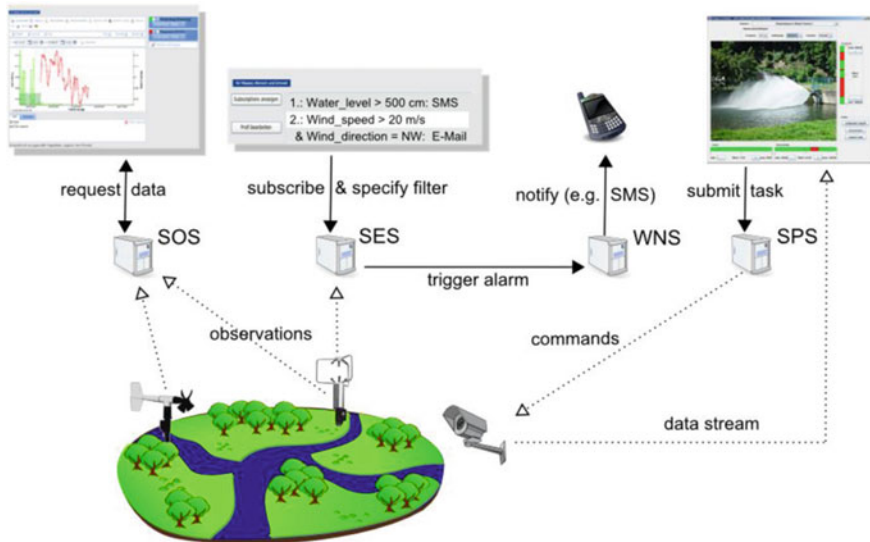 1.: Water_level > 500 cm: SMS
2.: Wind_speed > 20 m/s
& Wind_direction = NW: E-Mail
request data
subscribe & specify filter
notify (e.g. SMS)
submit task
SOS
SES
WNS
SPS
trigger alarm
observations
commands
data stream